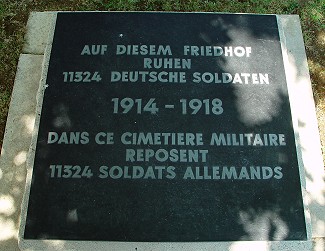 AUF DIESEM FRIEDHOF
RUHEN
11324 DEUTSCHE SOLDATEN
1914 - 1918
DANS CE CIMETIERE MILITAIRE
REPOSENT
11324 SOLDATS ALLEMANDS